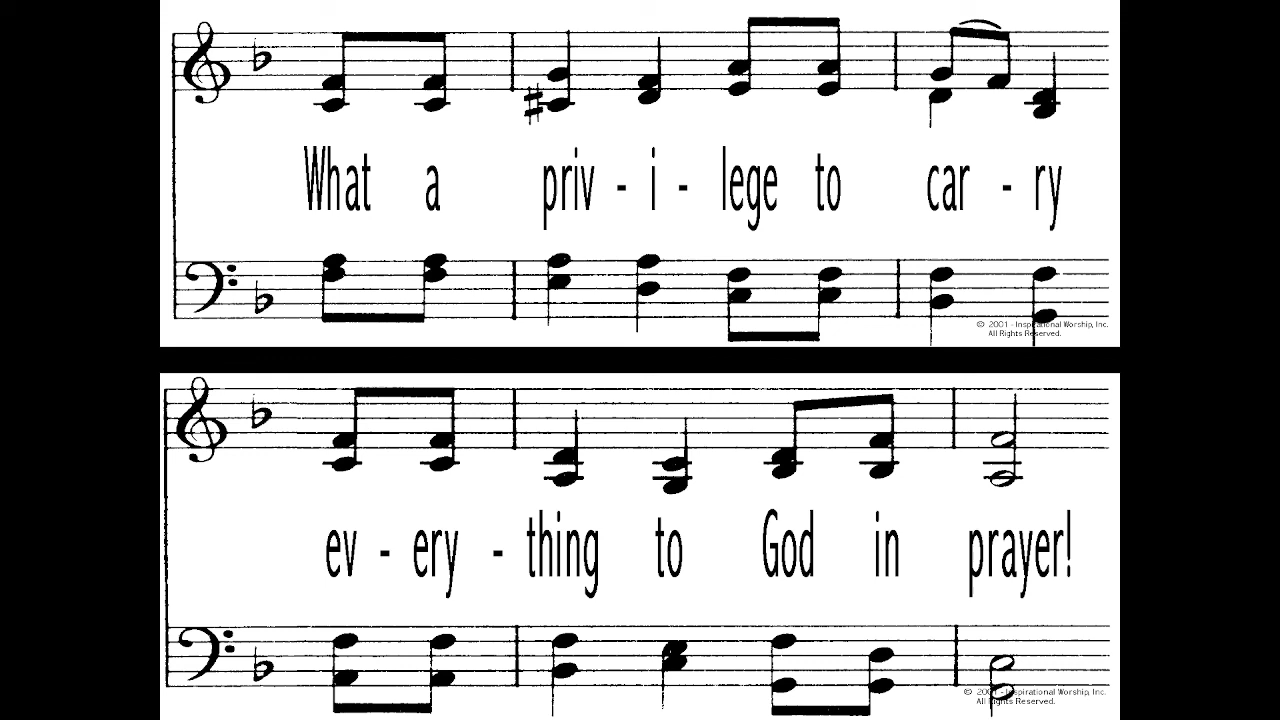 What a priv - i - lege to car - ry
© 2001 - Inspirational Worship, Inc.
All Rights Reserved.
ev - ery - thing to God in prayer!
© 2001 - Inspirational Worship, Inc.
All Rights Reserved.